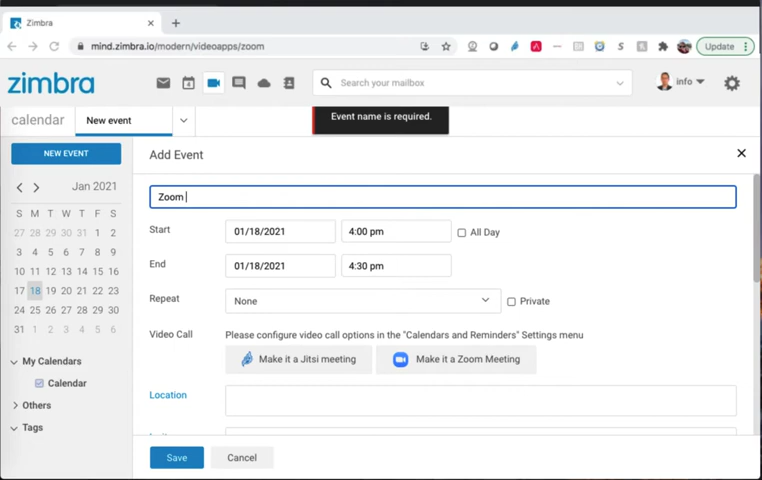 Zimbra
mind.zimbra.io/modern/videoapps/zoom
Update
zimbra
Search your mailbox
info
calendar
New event
Event name is required.
NEW EVENT
Add Event
Jan 2021
Zoom
S M T W T F S
27 28 29 30 31 1 2
3 4 5 6 7 8 9
10 11 12 13 14 15 16
17 18 19 20 21 22 23
24 25 26 27 28 29 30
31 1 2 3 4 5 6
Start
01/18/2021
4:00 pm
All Day
End
01/18/2021
4:30 pm
Repeat
None
Private
Video Call
Please configure video call options in the "Calendars and Reminders" Settings menu
Make it a Jitsi meeting
Make it a Zoom Meeting
My Calendars
Calendar
Others
Tags
Location
Save
Cancel